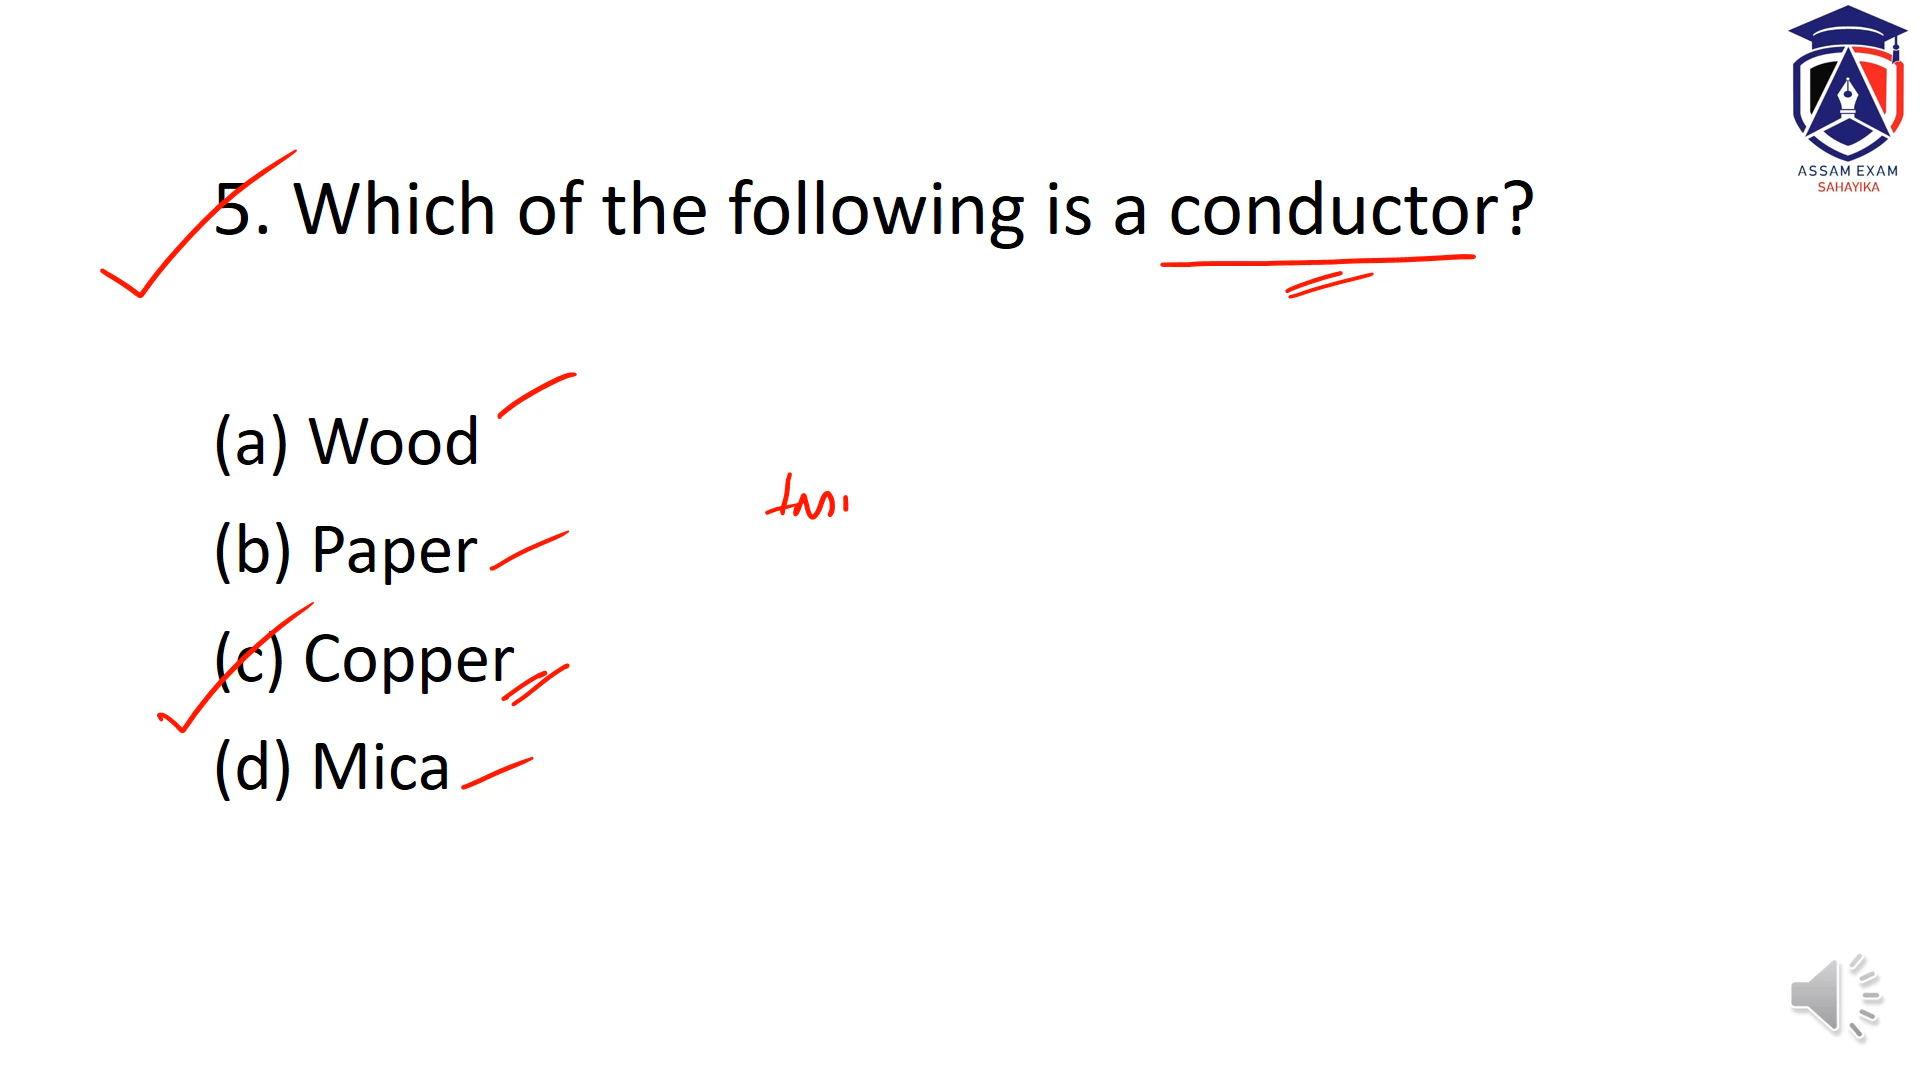 ASSAM EXAM
SAHAYIKA
5. Which of the following is a conductor?
(a) Wood
(b) Paper
(c) Copper
(d) Mica